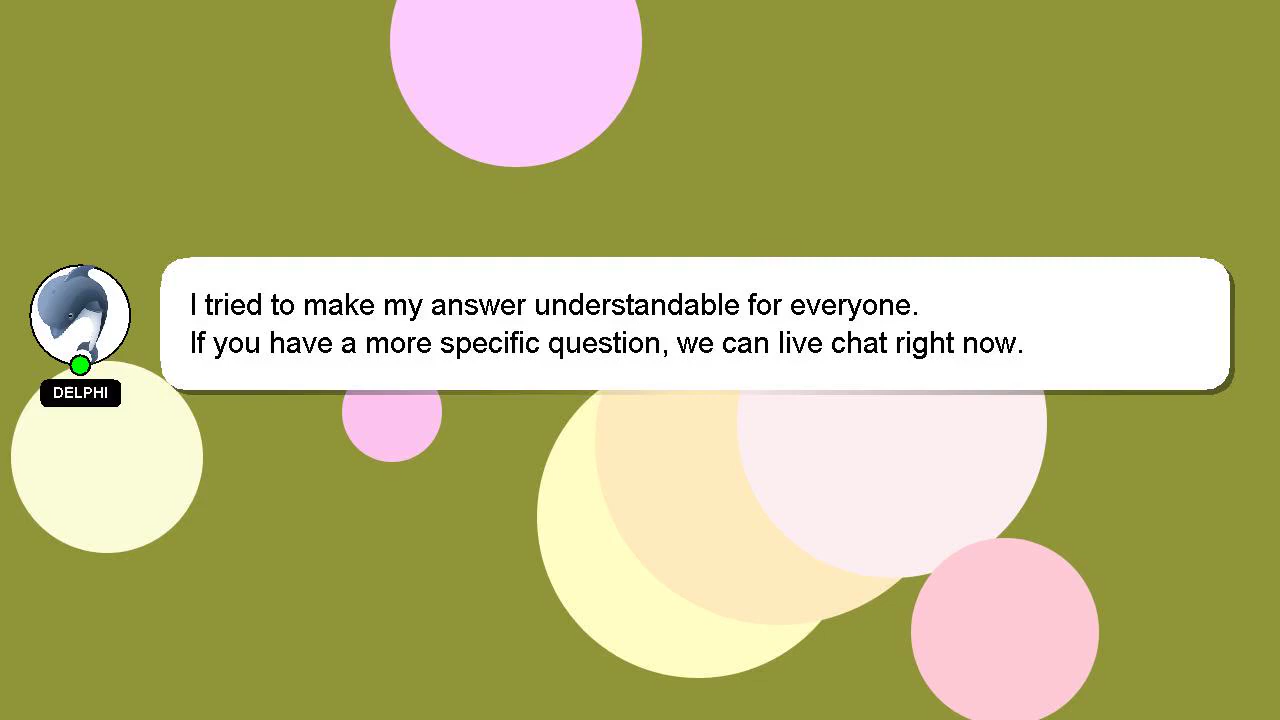 I tried to make my answer understandable for everyone.
If you have a more specific question, we can live chat right now.
DELPHI